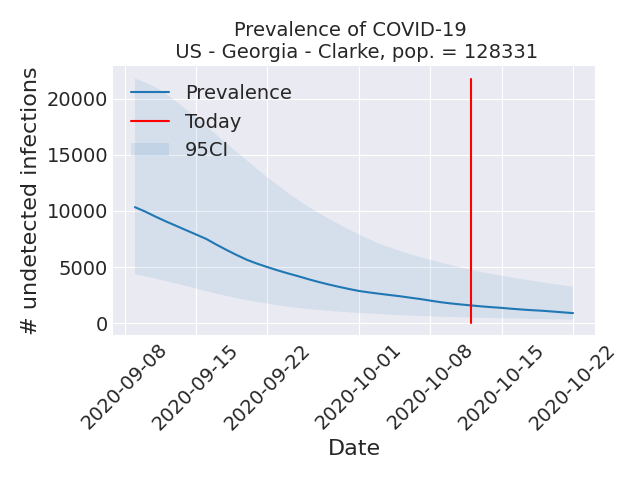 Prevalence of COVID-19
US - Georgia - Clarke, pop. = 128331
# undetected infections
20000
15000
10000
5000
0
Prevalence
Today
95CI
2020-09-08
2020-09-15
2020-09-22
2020-10-01
2020-10-08
2020-10-15
2020-10-22
Date